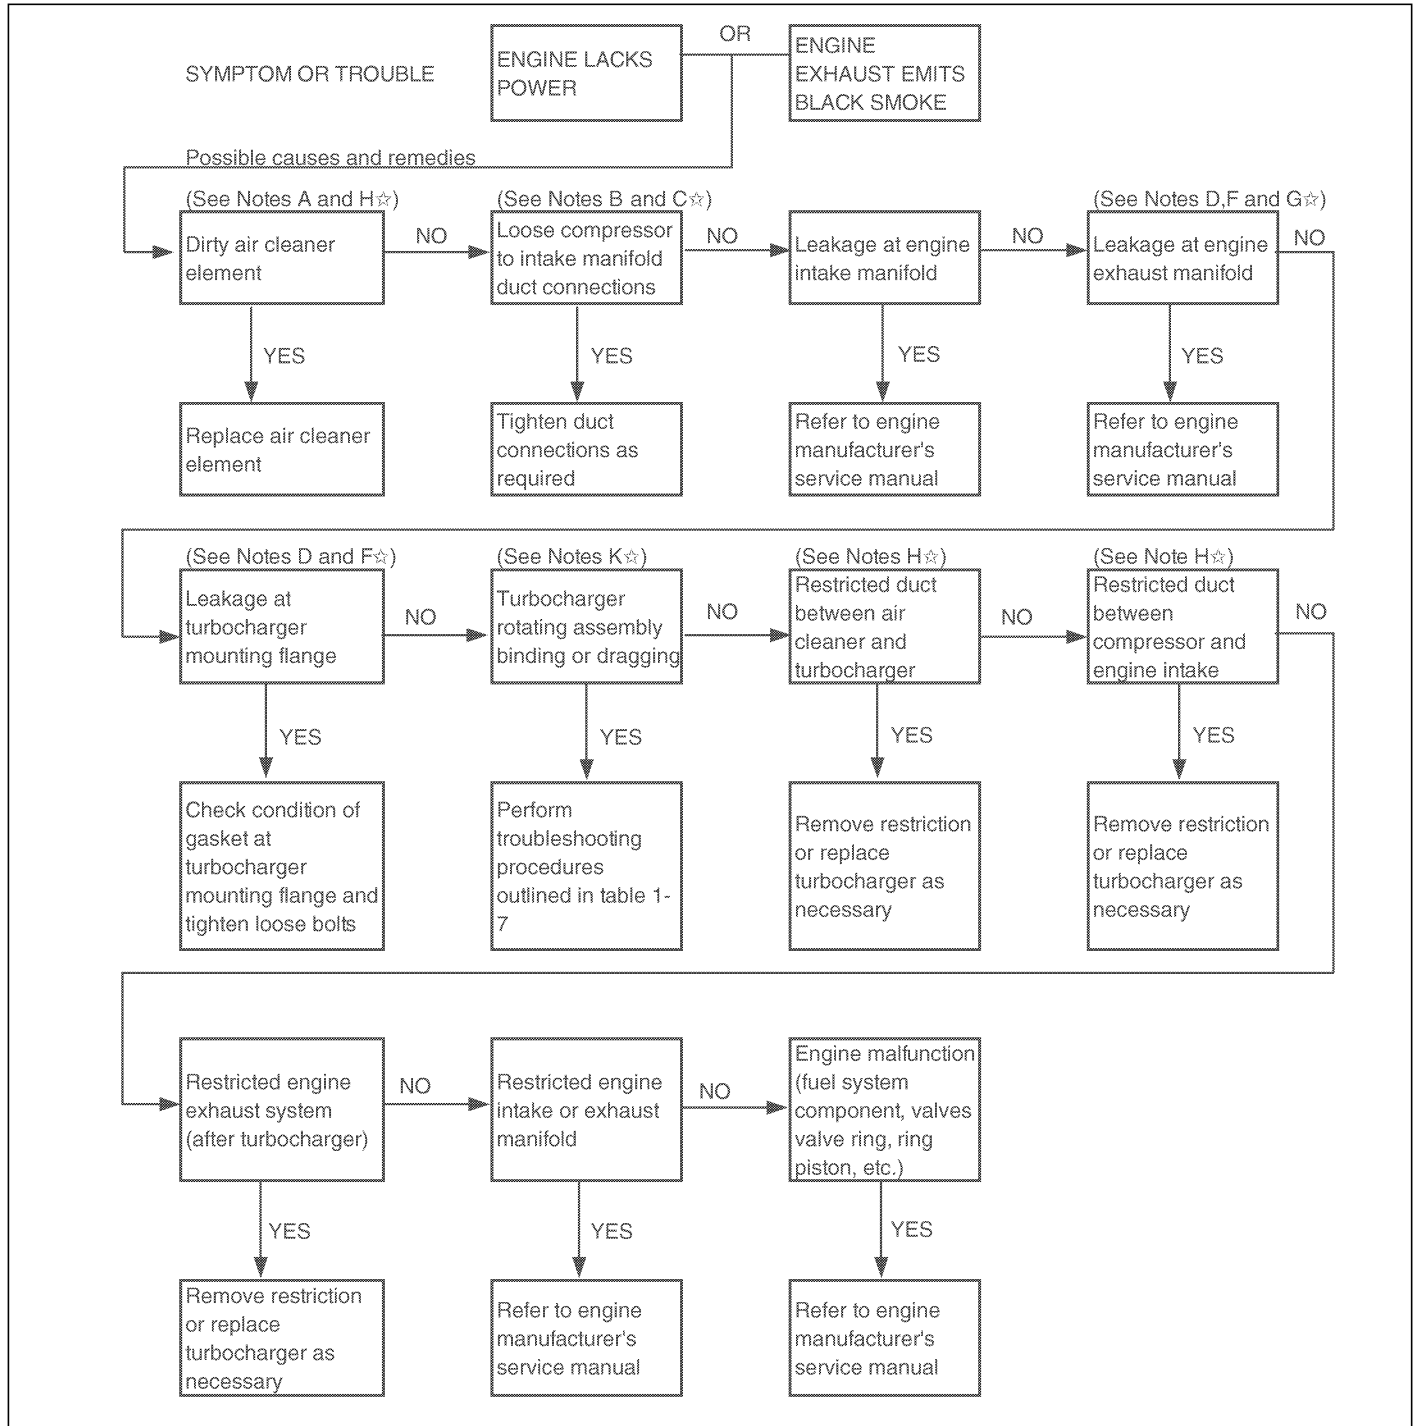 SYMPTOM OR TROUBLE
ENGINE LACKS
POWER
OR
ENGINE
EXHAUST EMITS
BLACK SMOKE
Possible causes and remedies
(See Notes A and H☆)
Dirty air cleaner
element
NO
(See Notes B and C☆)
Loose compressor
to intake manifold
duct connections
NO
Leakage at engine
intake manifold
NO
(See Notes D,F and G☆)
Leakage at engine
exhaust manifold
NO
YES
YES
YES
YES
Replace air cleaner
element
Tighten duct
connections as
required
Refer to engine
manufacturer's
service manual
Refer to engine
manufacturer's
service manual
(See Notes D and F☆)
Leakage at
turbocharger
mounting flange
NO
(See Notes K☆)
Turbocharger
rotating assembly
binding or dragging
NO
(See Notes H☆)
Restricted duct
between air
cleaner and
turbocharger
NO
(See Note H☆)
Restricted duct
between
compressor and
engine intake
NO
YES
YES
YES
YES
Check condition of
gasket at
turbocharger
mounting flange and
tighten loose bolts
Perform
troubleshooting
procedures
outlined in table 1-
7
Remove restriction
or replace
turbocharger as
necessary
Remove restriction
or replace
turbocharger as
necessary
Restricted engine
exhaust system
(after turbocharger)
NO
Restricted engine
intake or exhaust
manifold
NO
Engine malfunction
(fuel system
component, valves
valve ring, ring
piston, etc.)
YES
YES
YES
Remove restriction
or replace
turbocharger as
necessary
Refer to engine
manufacturer's
service manual
Refer to engine
manufacturer's
service manual